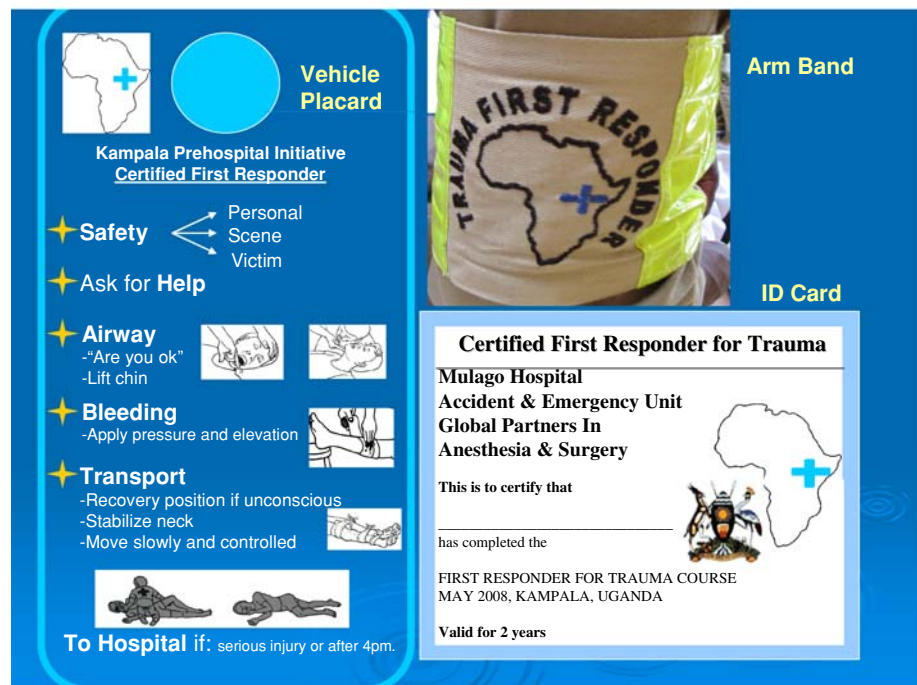 Vehicle
Placard
Kampala Prehospital Initiative
Certified First Responder
Safety
Personal
Scene
Victim
Ask for Help
Airway
-“Are you ok”
-Lift chin
Bleeding
-Apply pressure and elevation
Transport
-Recovery position if unconscious
-Stabilize neck
-Move slowly and controlled
To Hospital if: serious injury or after 4pm.
Arm Band
TRAUMA FIRST RESPONDER
ID Card
Certified First Responder for Trauma
Mulago Hospital
Accident & Emergency Unit
Global Partners In
Anesthesia & Surgery
This is to certify that
has completed the
FIRST RESPONDER FOR TRAUMA COURSE
MAY 2008, KAMPALA, UGANDA
Valid for 2 years